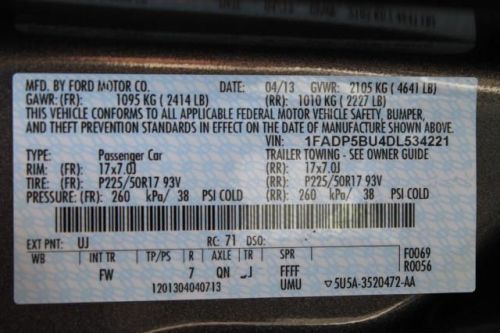 MFD. BY FORD MOTOR CO. DATE: 04/13 GVWR: 2105 KG ( 4641 LB)
GAWR: (FR): 1095 KG ( 2414 LB) (RR): 1010 KG ( 2227 LB)
THIS VEHICLE CONFORMS TO ALL APPLICABLE FEDERAL MOTOR VEHICLE SAFETY, BUMPER,
AND THEFT PREVENTION STANDARDS IN EFFECT ON THE DATE OF MANUFACTURE SHOWN ABOVE.
VIN: 1FADP5BU4DL534221
TYPE: Passenger Car TRAILER TOWING - SEE OWNER GUIDE
RIM: (FR) 17x7.0J (RR) 17x7.0J
TIRE: (FR) P225/50R17 93V (RR) P225/50R17 93V
PRESSURE: (FR) 260 kPa/ 38 PSI COLD (RR) 260 kPa/ 38 PSI COLD
EXT PNT: UJ RC: 71 DSO:
WB INT TR TP/PS R AXLE TR SPR F0069
FW 7 QN J FFFF R0056
1201304040713 UMU ▽5U5A-3520472-AA